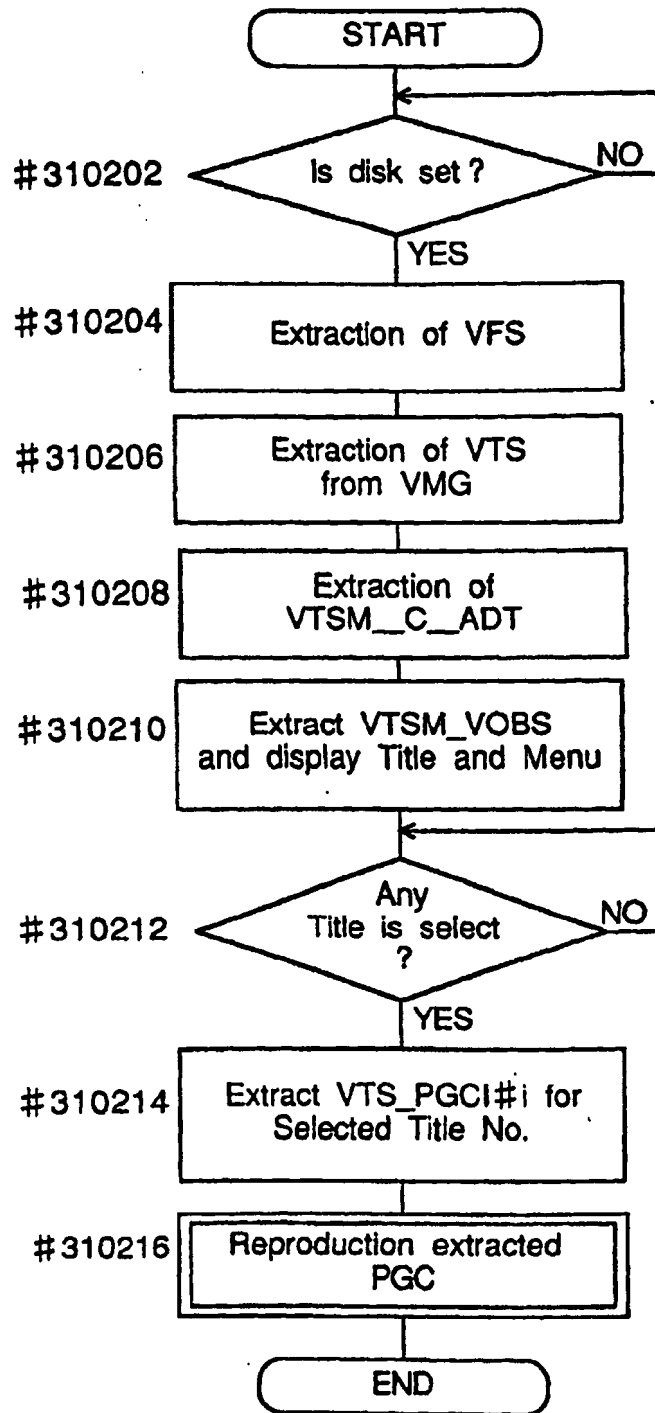 START
#310202
Is disk set ?
NO
YES
#310204
Extraction of VFS
#310206
Extraction of VTS
from VMG
#310208
Extraction of
VTSM__C__ADT
#310210
Extract VTSM_VOBS
and display Title and Menu
#310212
Any
Title is select
?
NO
YES
#310214
Extract VTS_PGCI#i for
Selected Title No.
#310216
Reproduction extracted
PGC
END